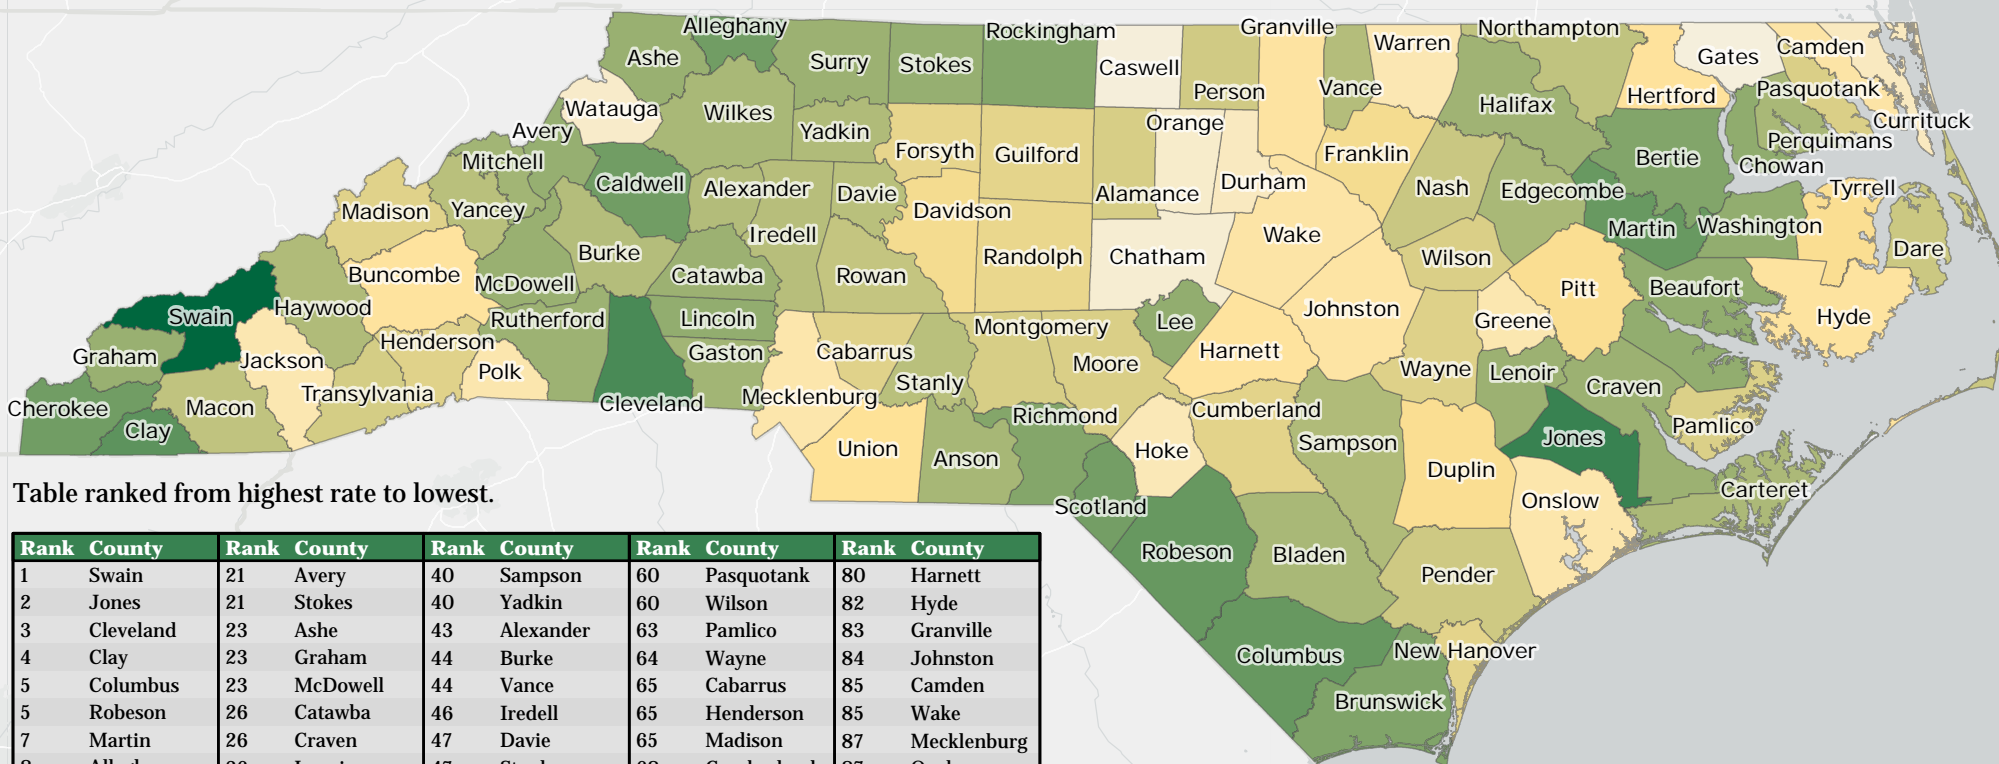 Alleghany
Rockingham
Granville
Northampton
Ashe
Surry
Stokes
Caswell
Person
Vance
Warren
Gates
Camden
Watauga
Wilkes
Yadkin
Halifax
Hertford
Pasquotank
Currituck
Avery
Mitchell
Forsyth
Guilford
Orange
Franklin
Perquimans
Chowan
Bertie
Caldwell
Alexander
Davie
Alamance
Durham
Nash
Edgecombe
Tyrrell
Madison
Yancey
Davidson
Iredell
Wake
Martin
Washington
Burke
Randolph
Chatham
Wilson
Dare
Buncombe
McDowell
Catawba
Rowan
Pitt
Beaufort
Swain
Haywood
Rutherford
Lincoln
Montgomery
Lee
Johnston
Greene
Hyde
Graham
Jackson
Henderson
Gaston
Cabarrus
Moore
Harnett
Polk
Stanly
Wayne
Lenoir
Craven
Cherokee
Macon
Transylvania
Cleveland
Mecklenburg
Richmond
Cumberland
Clay
Union
Anson
Hoke
Sampson
Duplin
Jones
Pamlico
Carteret
Scotland
Onslow
Robeson
Bladen
Pender
Columbus
New Hanover
Brunswick
Table ranked from highest rate to lowest.
Rank County Rank County Rank County Rank County Rank County
1 Swain 21 Avery 40 Sampson 60 Pasquotank 80 Harnett
2 Jones 21 Stokes 40 Yadkin 60 Wilson 82 Hyde
3 Cleveland 23 Ashe 43 Alexander 63 Pamlico 83 Granville
4 Clay 23 Graham 44 Burke 64 Wayne 84 Johnston
5 Columbus 23 McDowell 44 Vance 65 Cabarrus 85 Camden
5 Robeson 26 Catawba 46 Iredell 65 Henderson 85 Wake
7 Martin 26 Craven 47 Davie 65 Madison 87 Mecklenburg